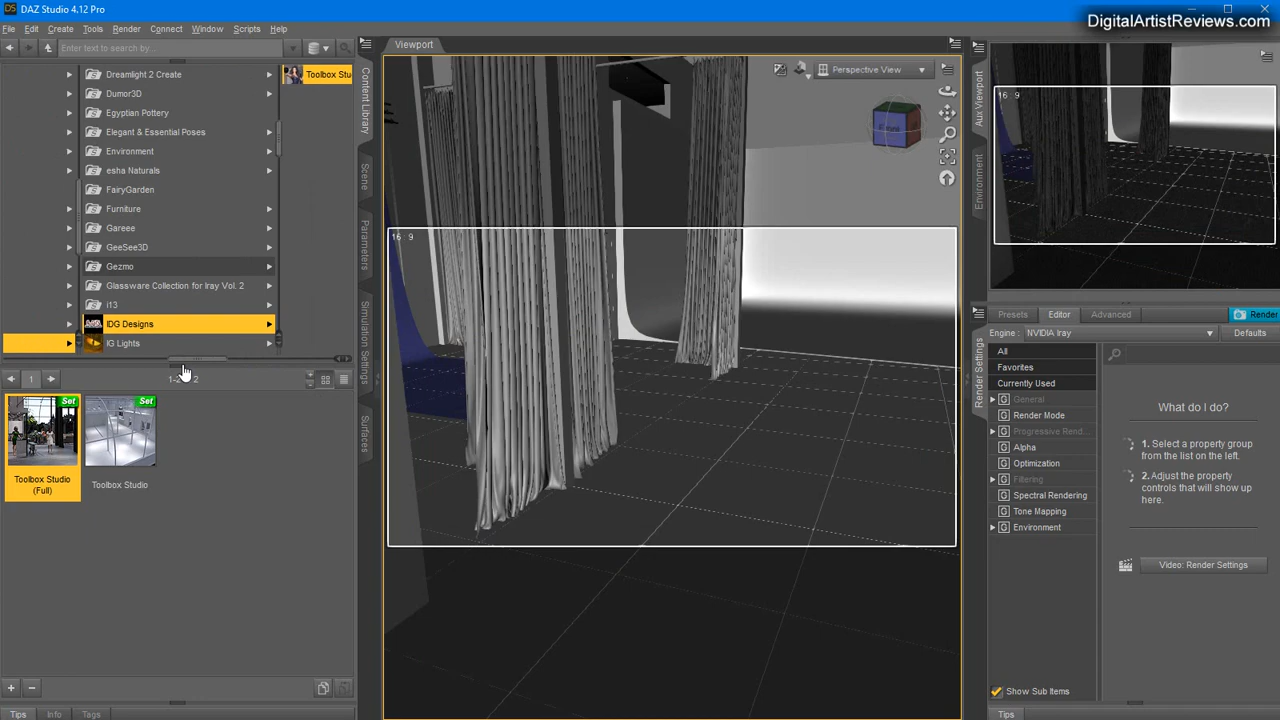 DAZ Studio 4.12 Pro
DigitalArtistReviews.com
File Edit Create Tools Render Connect Window Scripts Help
Enter text to search by...
Viewport
Dreamlight 2 Create
Dumor3D
Egyptian Pottery
Elegant & Essential Poses
Environment
esha Naturals
FairyGarden
Furniture
Gareee
GeeSee3D
Gezmo
Glassware Collection for Iray Vol. 2
i13
IDG Designs
IG Lights
Toolbox Stu
1
Set
Toolbox Studio
(Full)
Set
Toolbox Studio
Tips Info Tags
Content Library
Scene
Parameters
Simulation Settings
Surfaces
Perspective View
16 : 9
Aux Viewport
Environment
16 : 9
Render Settings
Presets Editor Advanced Render
Engine : NVIDIA Iray Defaults
All
Favorites
Currently Used
General
Render Mode
Progressive Rend...
Alpha
Optimization
Filtering
Spectral Rendering
Tone Mapping
Environment
What do I do?
1. Select a property group
from the list on the left.
2. Adjust the property
controls that will show up
here.
Video: Render Settings
Show Sub Items
Tips